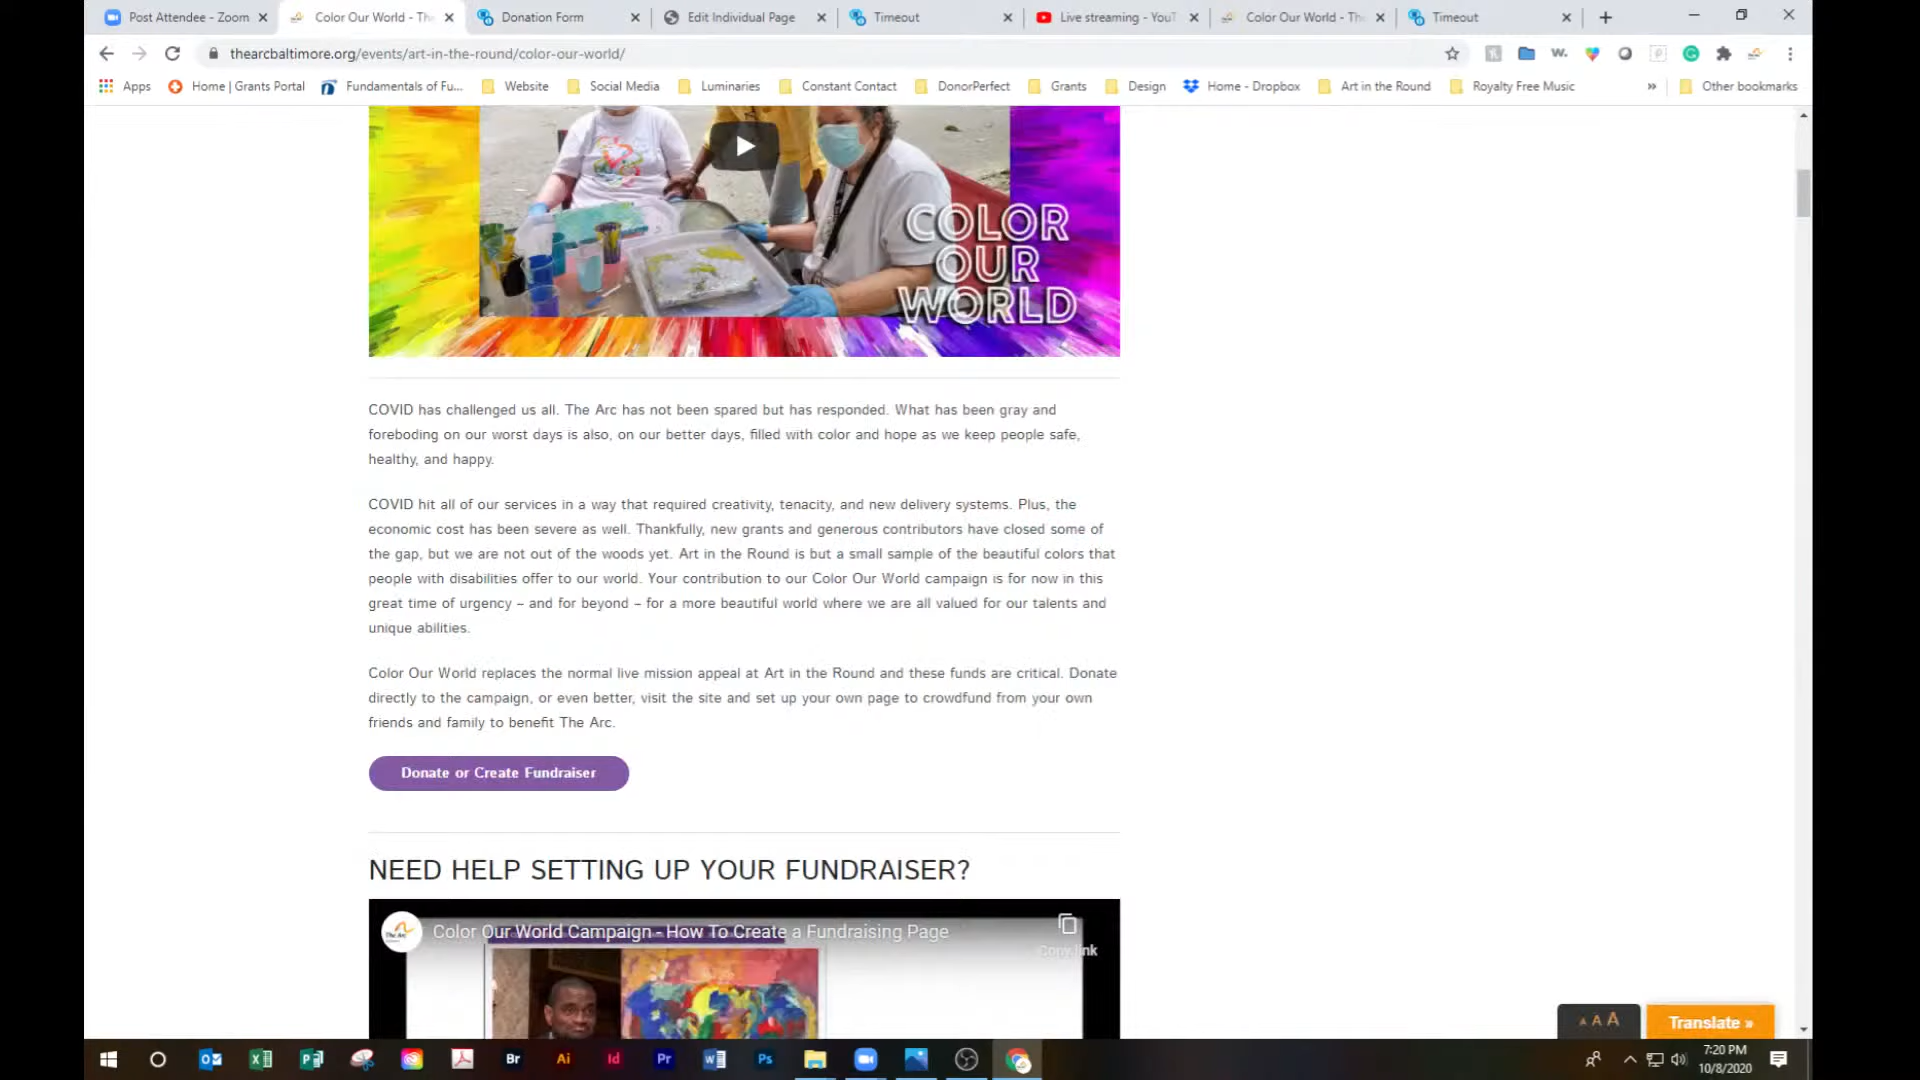 Post Attendee - Zoom
Color Our World - Th
Donation Form
Edit Individual Page
Timeout
Live streaming - YouT
Color Our World - Th
Timeout
thearcbaltimore.org/events/art-in-the-round/color-our-world/
Apps
Home | Grants Portal
Fundamentals of Fu...
Website
Social Media
Luminaries
Constant Contact
DonorPerfect
Grants
Design
Home - Dropbox
Art in the Round
Royalty Free Music
»
Other bookmarks
COLOR
OUR
WORLD
COVID has challenged us all. The Arc has not been spared but has responded. What has been gray and
foreboding on our worst days is also, on our better days, filled with color and hope as we keep people safe,
healthy, and happy.
COVID hit all of our services in a way that required creativity, tenacity, and new delivery systems. Plus, the
economic cost has been severe as well. Thankfully, new grants and generous contributors have closed some of
the gap, but we are not out of the woods yet. Art in the Round is but a small sample of the beautiful colors that
people with disabilities offer to our world. Your contribution to our Color Our World campaign is for now in this
great time of urgency – and for beyond – for a more beautiful world where we are all valued for our talents and
unique abilities.
Color Our World replaces the normal live mission appeal at Art in the Round and these funds are critical. Donate
directly to the campaign, or even better, visit the site and set up your own page to crowdfund from your own
friends and family to benefit The Arc.
Donate or Create Fundraiser
NEED HELP SETTING UP YOUR FUNDRAISER?
The Arc
Color Our World Campaign - How To Create a Fundraising Page
Copy link
A A A
Translate »
Br
Ai
Id
Pr
Ps
7:20 PM
10/8/2020